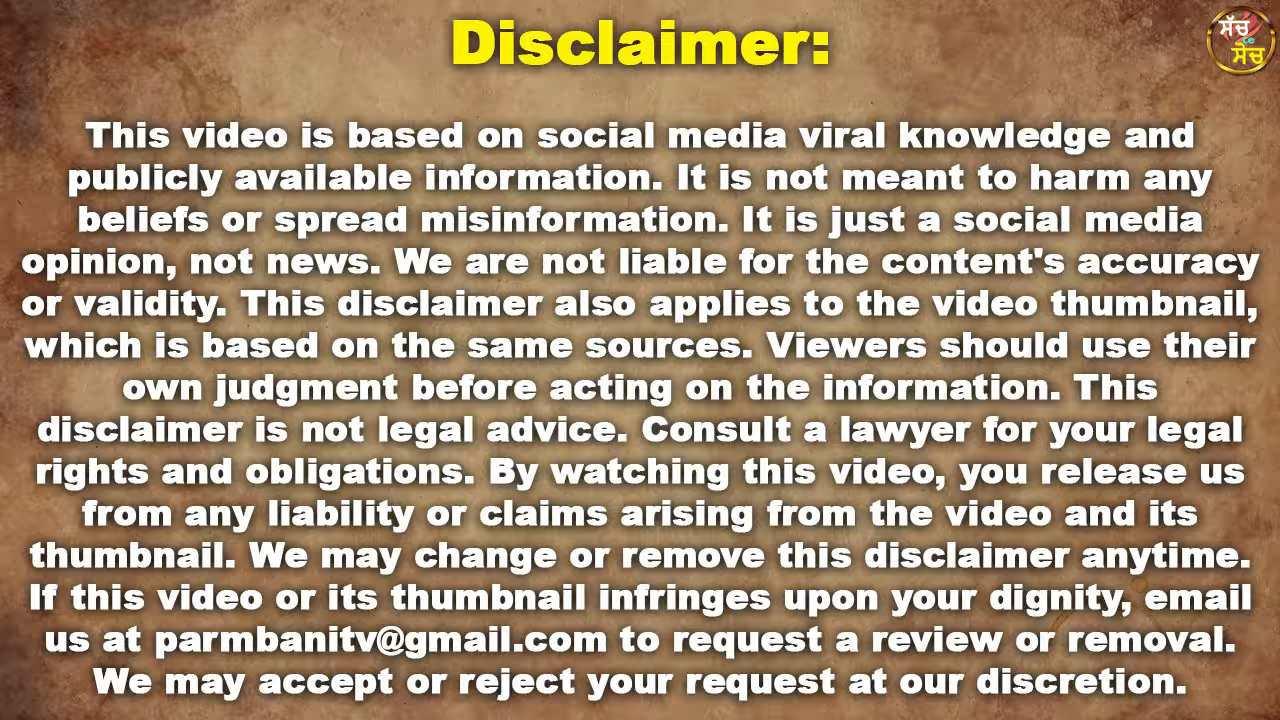 Disclaimer:
ਸੱਚ
ਸੋਚ
This video is based on social media viral knowledge and
publicly available information. It is not meant to harm any
beliefs or spread misinformation. It is just a social media
opinion, not news. We are not liable for the content's accuracy
or validity. This disclaimer also applies to the video thumbnail,
which is based on the same sources. Viewers should use their
own judgment before acting on the information. This
disclaimer is not legal advice. Consult a lawyer for your legal
rights and obligations. By watching this video, you release us
from any liability or claims arising from the video and its
thumbnail. We may change or remove this disclaimer anytime.
If this video or its thumbnail infringes upon your dignity, email
us at parmbanitv@gmail.com to request a review or removal.
We may accept or reject your request at our discretion.